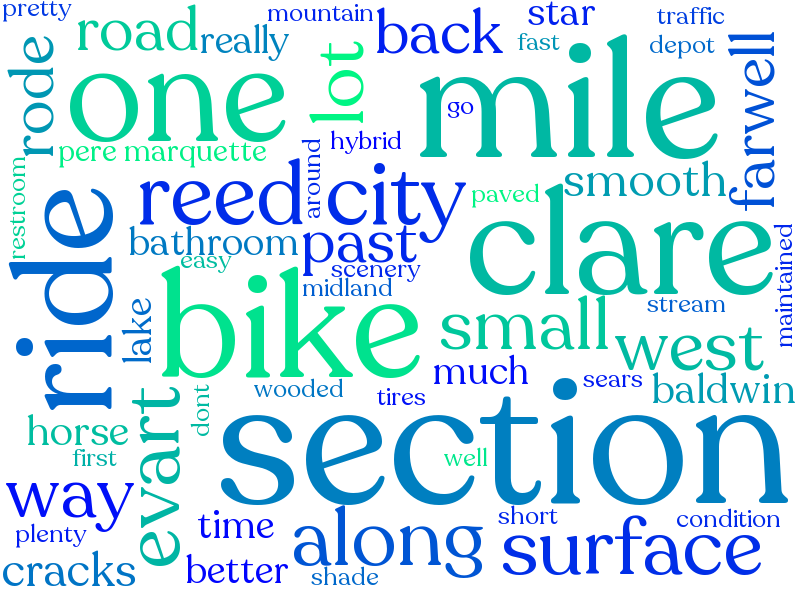 pretty
mountain
star
traffic
road
really
back
fast
depot
rode
one
lot
mile
go
farwell
pere marquette
hybrid
around
restroom
reed
city
paved
smooth
ride
bathroom
past
clare
easy
scenery
midland
maintained
lake
bike
small
stream
west
much
sears
baldwin
wooded
tires
dont
evart
horse
section
first
well
way
plenty
time
along
short
condition
surface
cracks
better
shade